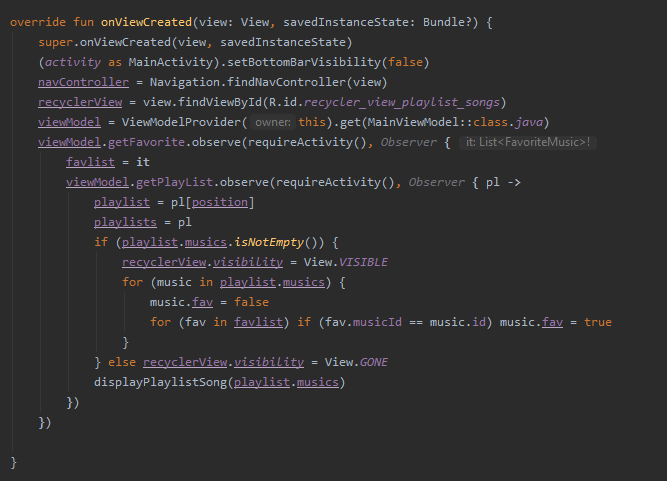 override fun onViewCreated(view: View, savedInstanceState: Bundle?) {
    super.onViewCreated(view, savedInstanceState)
    (activity as MainActivity).setBottomBarVisibility(false)
    navController = Navigation.findNavController(view)
    recyclerView = view.findViewById(R.id.recycler_view_playlist_songs)
    viewModel = ViewModelProvider( owner: this).get(MainViewModel::class.java)
    viewModel.getFavorite.observe(requireActivity(), Observer { it: List<FavoriteMusic>!
        favlist = it
        viewModel.getPlayList.observe(requireActivity(), Observer { pl ->
            playlist = pl[position]
            playlists = pl
            if (playlist.musics.isNotEmpty()) {
                recyclerView.visibility = View.VISIBLE
                for (music in playlist.musics) {
                    music.fav = false
                    for (fav in favlist) if (fav.musicId == music.id) music.fav = true
                }
            } else recyclerView.visibility = View.GONE
            displayPlaylistSong(playlist.musics)
        })
    })
}